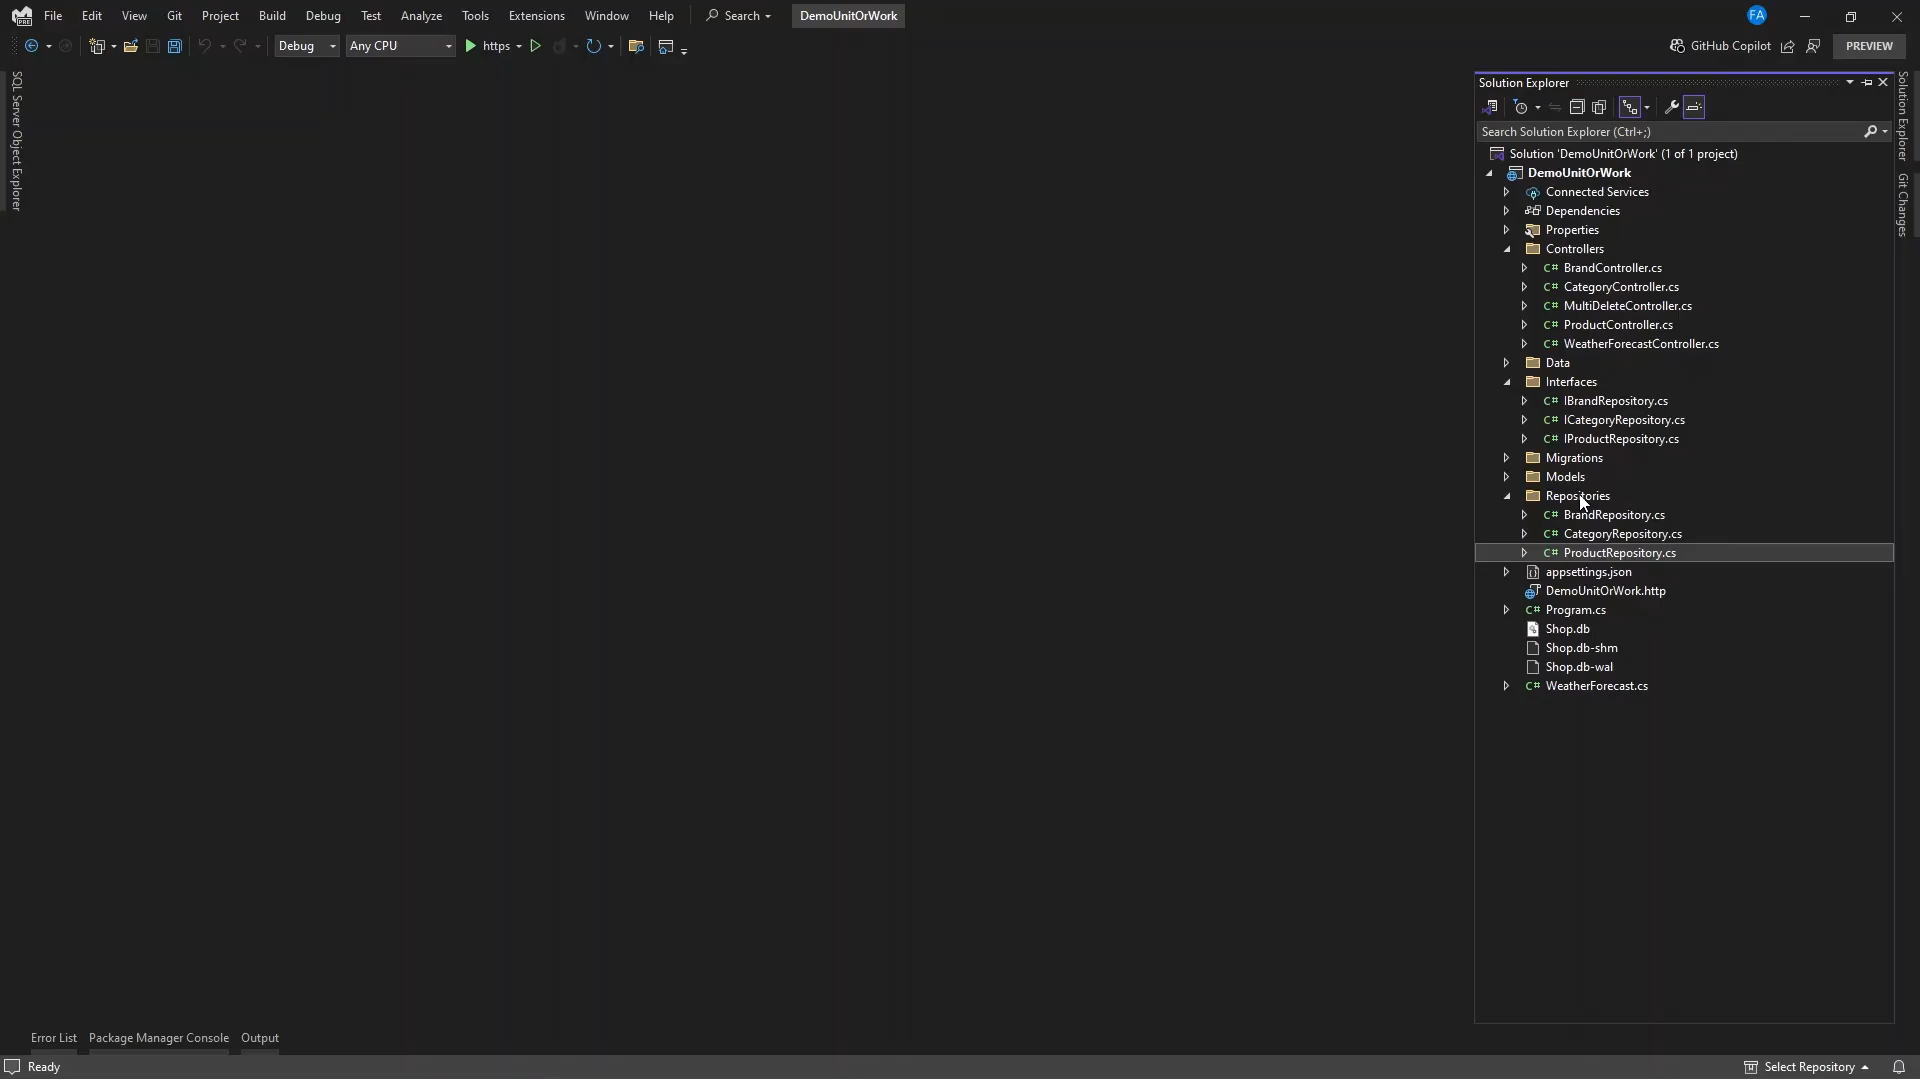 File Edit View Git Project Build Debug Test Analyze Tools Extensions Window Help Search DemoUnitOrWork FA
Debug Any CPU https GitHub Copilot PREVIEW
SQL Server Object Explorer
Solution Explorer
Search Solution Explorer (Ctrl+;)
Solution 'DemoUnitOrWork' (1 of 1 project)
DemoUnitOrWork
Connected Services
Dependencies
Properties
Controllers
C# BrandController.cs
C# CategoryController.cs
C# MultiDeleteController.cs
C# ProductController.cs
C# WeatherForecastController.cs
Data
Interfaces
C# IBrandRepository.cs
C# ICategoryRepository.cs
C# IProductRepository.cs
Migrations
Models
Repositories
C# BrandRepository.cs
C# CategoryRepository.cs
C# ProductRepository.cs
appsettings.json
DemoUnitOrWork.http
C# Program.cs
Shop.db
Shop.db-shm
Shop.db-wal
C# WeatherForecast.cs
Solution Explorer
Git Changes
Error List Package Manager Console Output
Ready Select Repository